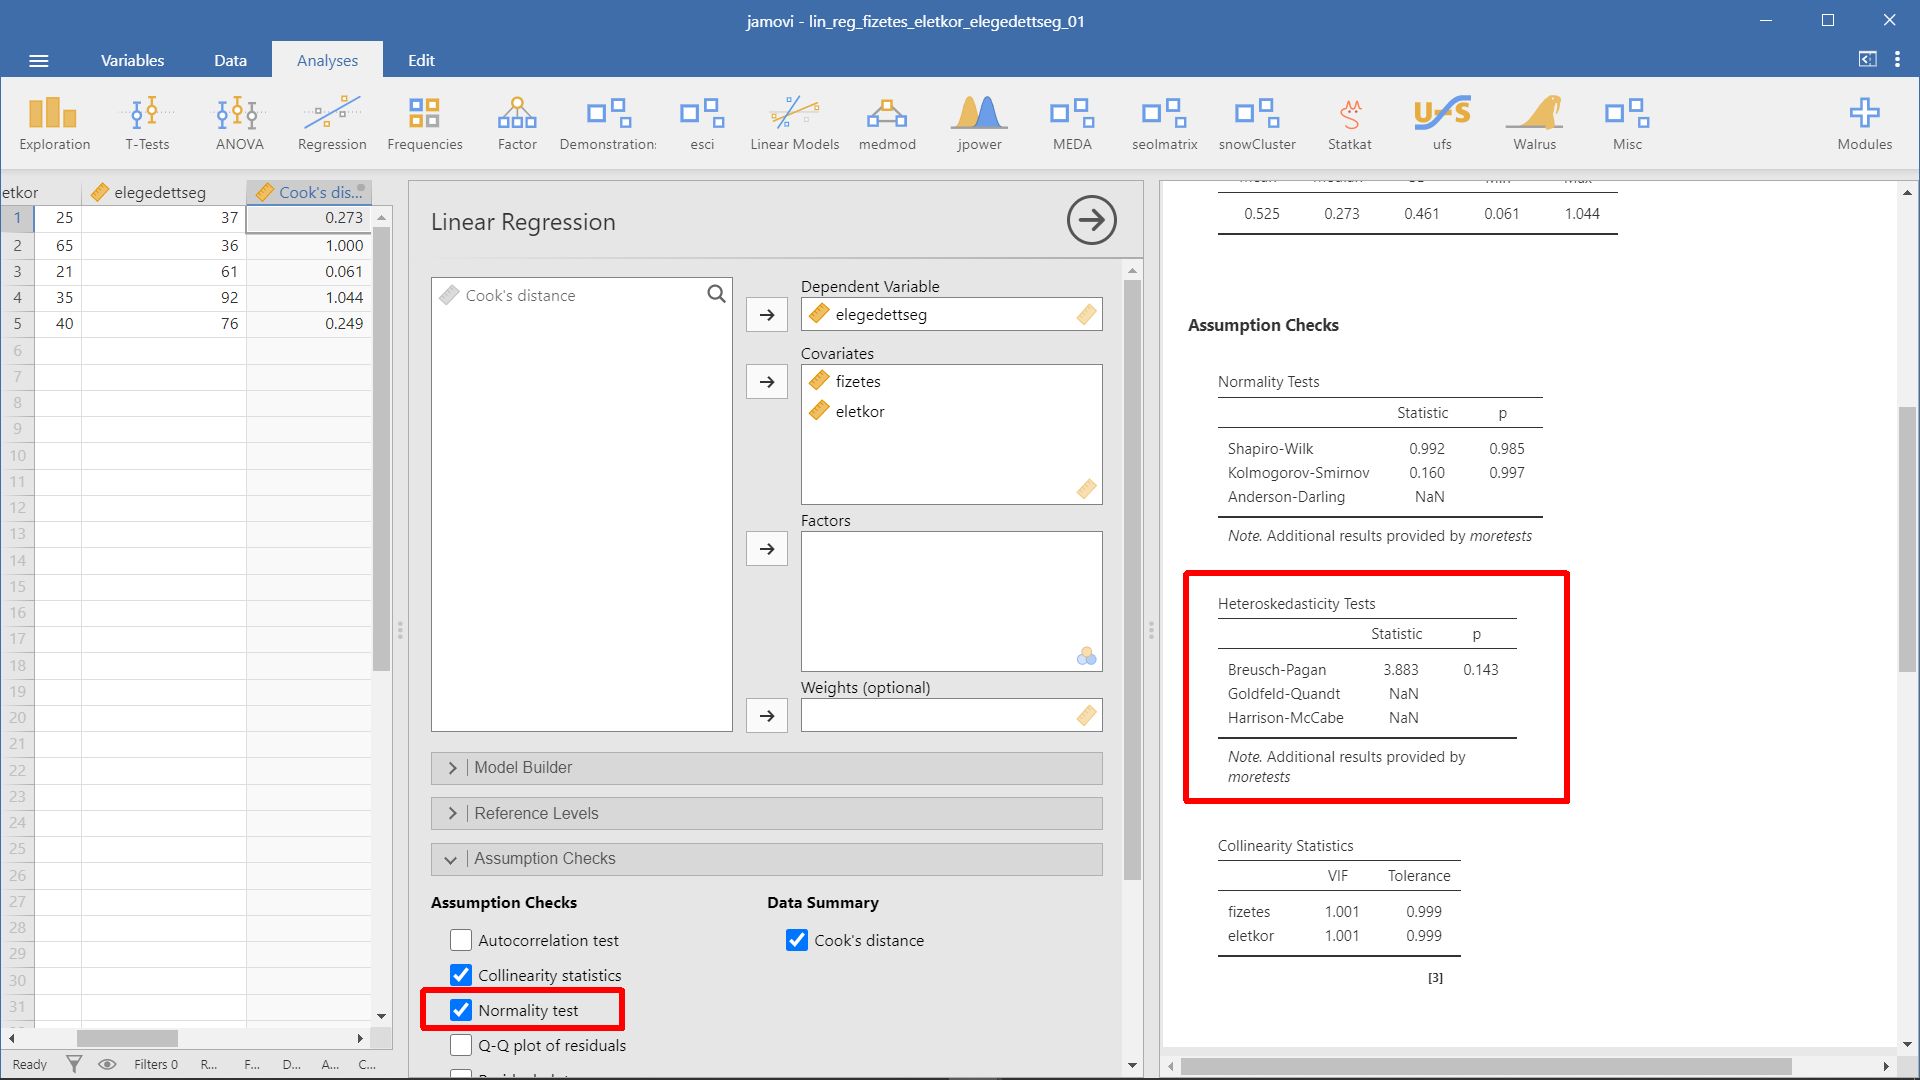 jamovi - lin_reg_fizetes_eletkor_elegedettseg_01
Variables Data Analyses Edit
Exploration T-Tests ANOVA Regression Frequencies Factor Demonstrations esci Linear Models medmod jpower MEDA seolmatrix snowCluster Statkat ufs Walrus Misc Modules
etkor elegedettseg Cook's dis...
1 25 37 0.273
2 65 36 1.000
3 21 61 0.061
4 35 92 1.044
5 40 76 0.249
6
7
8
9
10
11
12
13
14
15
16
17
18
19
20
21
22
23
24
25
26
27
28
29
30
31
Ready Filters 0 R... F... D... A... C...
Linear Regression
Cook's distance
Dependent Variable
elegedettseg
Covariates
fizetes
eletkor
Factors
Weights (optional)
Model Builder
Reference Levels
Assumption Checks
Assumption Checks Data Summary
Autocorrelation test Cook's distance
Collinearity statistics
Normality test
Q-Q plot of residuals
0.525 0.273 0.461 0.061 1.044
Assumption Checks
Normality Tests
Statistic p
Shapiro-Wilk 0.992 0.985
Kolmogorov-Smirnov 0.160 0.997
Anderson-Darling NaN
Note. Additional results provided by moretests
Heteroskedasticity Tests
Statistic p
Breusch-Pagan 3.883 0.143
Goldfeld-Quandt NaN
Harrison-McCabe NaN
Note. Additional results provided by
moretests
Collinearity Statistics
VIF Tolerance
fizetes 1.001 0.999
eletkor 1.001 0.999
[3]